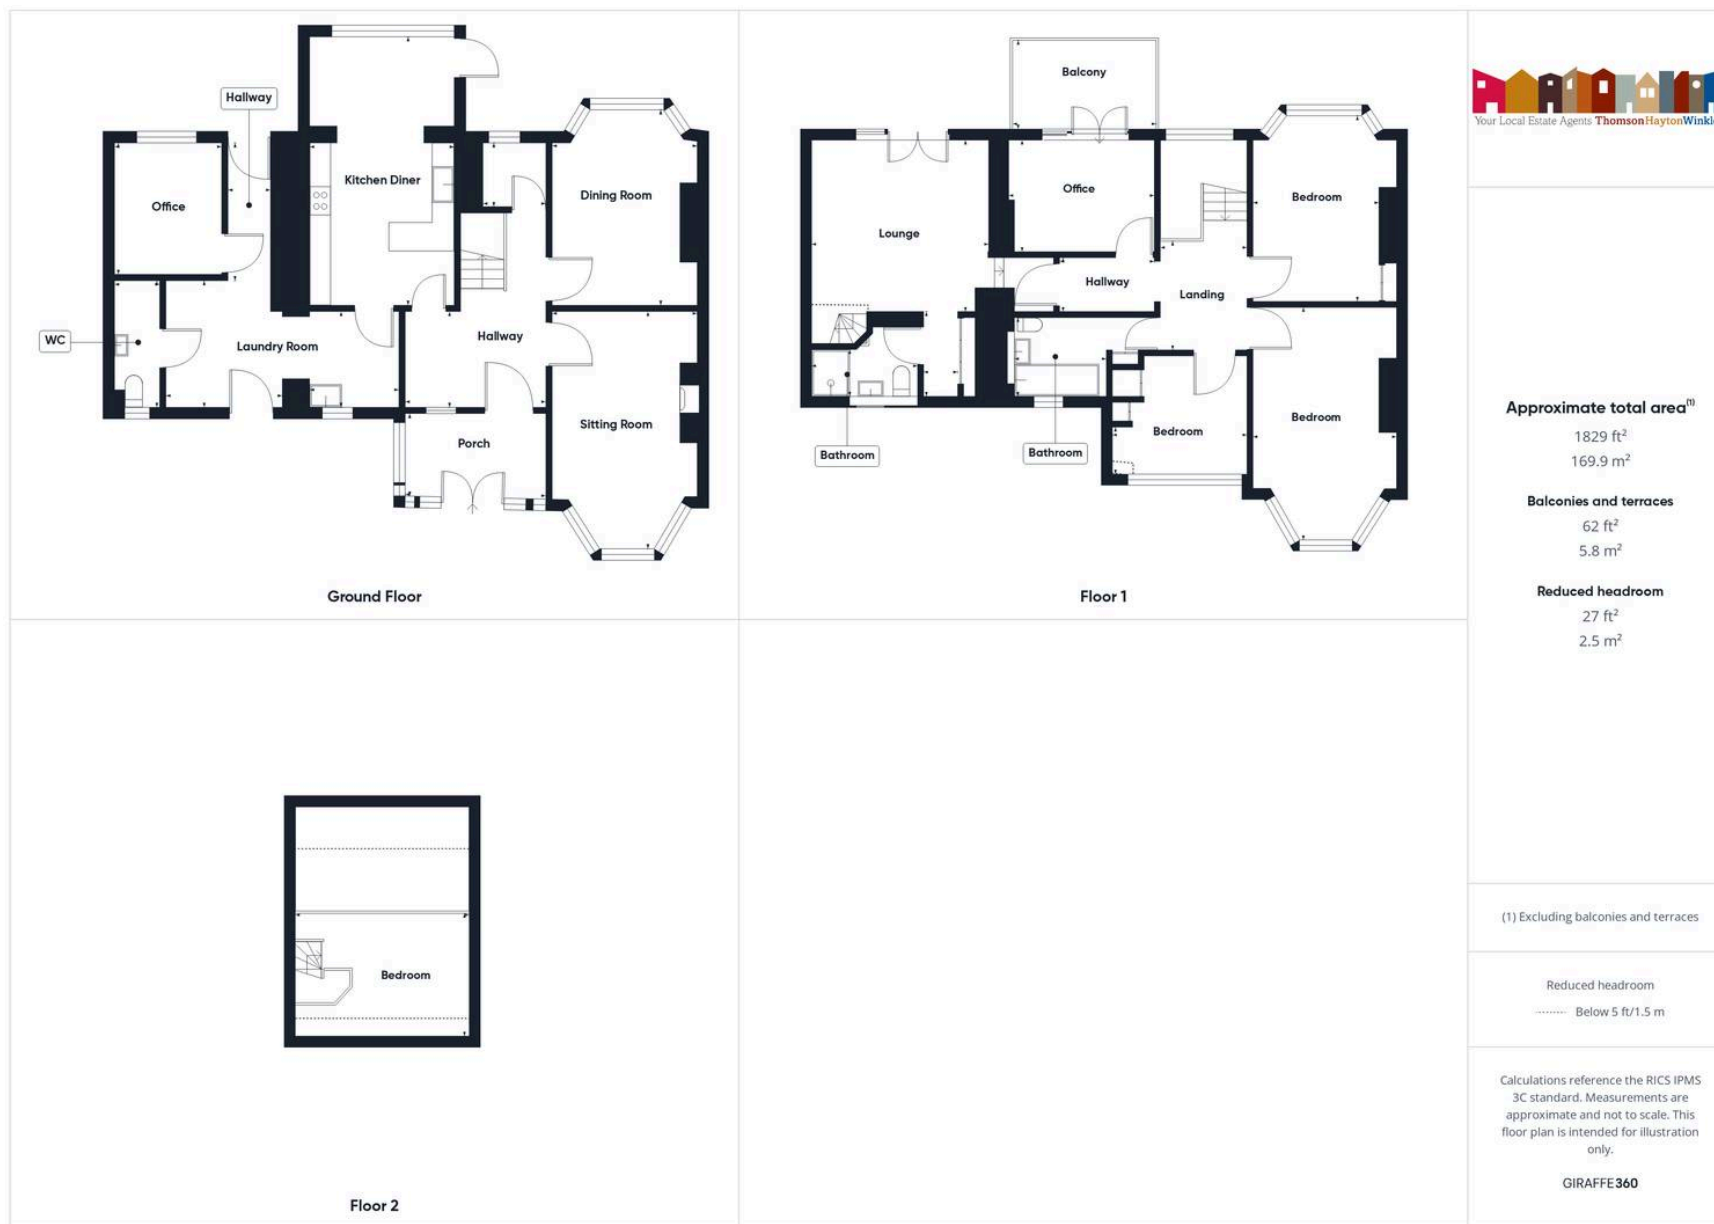 Hallway
Office
Kitchen Diner
Dining Room
WC
Laundry Room
Hallway
Porch
Sitting Room
Ground Floor
Balcony
Office
Bedroom
Lounge
Hallway
Landing
Bedroom
Bedroom
Bathroom
Bathroom
Floor 1
Bedroom
Floor 2
Your Local Estate Agents ThomsonHaytonWinkl
Approximate total area(1)
1829 ft²
169.9 m²
Balconies and terraces
62 ft²
5.8 m²
Reduced headroom
27 ft²
2.5 m²
(1) Excluding balconies and terraces
Reduced headroom
Below 5 ft/1.5 m
Calculations reference the RICS IPMS
3C standard. Measurements are
approximate and not to scale. This
floor plan is intended for illustration
only.
GIRAFFE360